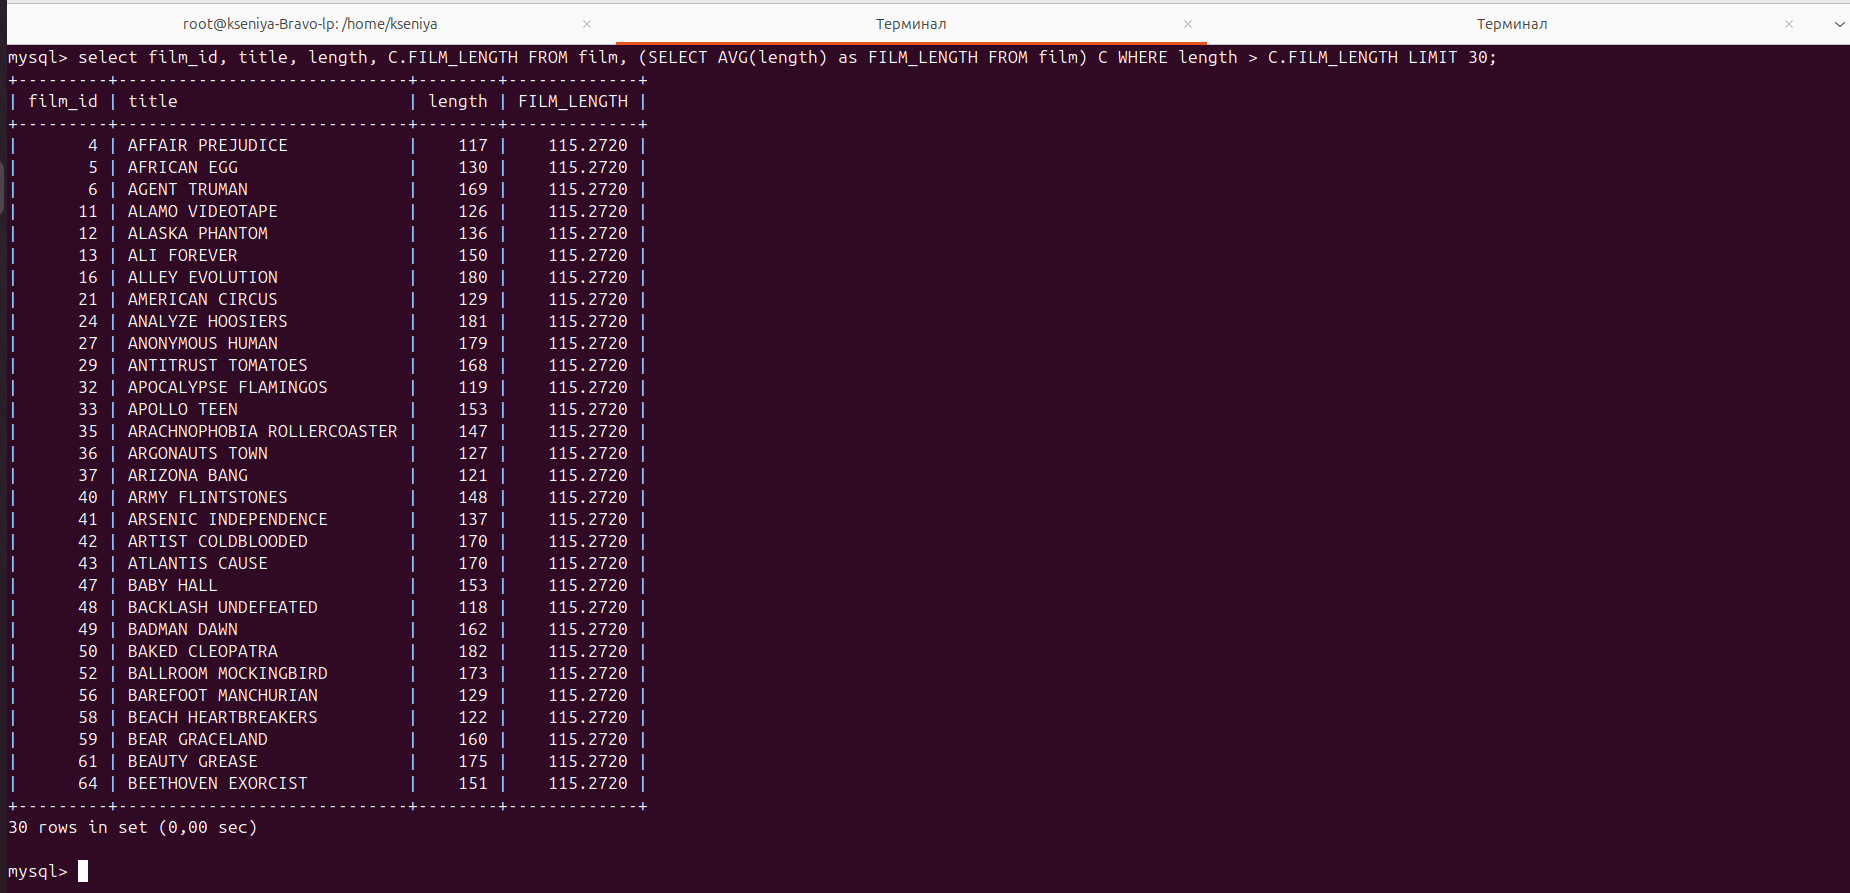 root@kseniya-Bravo-lp: /home/kseniya × Терминал × Терминал ×
mysql> select film_id, title, length, C.FILM_LENGTH FROM film, (SELECT AVG(length) as FILM_LENGTH FROM film) C WHERE length > C.FILM_LENGTH LIMIT 30;
+---------+-----------------------------+--------+-------------+
| film_id | title                       | length | FILM_LENGTH |
+---------+-----------------------------+--------+-------------+
|       4 | AFFAIR PREJUDICE            |    117 |    115.2720 |
|       5 | AFRICAN EGG                 |    130 |    115.2720 |
|       6 | AGENT TRUMAN                |    169 |    115.2720 |
|      11 | ALAMO VIDEOTAPE             |    126 |    115.2720 |
|      12 | ALASKA PHANTOM              |    136 |    115.2720 |
|      13 | ALI FOREVER                 |    150 |    115.2720 |
|      16 | ALLEY EVOLUTION             |    180 |    115.2720 |
|      21 | AMERICAN CIRCUS             |    129 |    115.2720 |
|      24 | ANALYZE HOOSIERS            |    181 |    115.2720 |
|      27 | ANONYMOUS HUMAN             |    179 |    115.2720 |
|      29 | ANTITRUST TOMATOES          |    168 |    115.2720 |
|      32 | APOCALYPSE FLAMINGOS        |    119 |    115.2720 |
|      33 | APOLLO TEEN                 |    153 |    115.2720 |
|      35 | ARACHNOPHOBIA ROLLERCOASTER |    147 |    115.2720 |
|      36 | ARGONAUTS TOWN              |    127 |    115.2720 |
|      37 | ARIZONA BANG                |    121 |    115.2720 |
|      40 | ARMY FLINTSTONES            |    148 |    115.2720 |
|      41 | ARSENIC INDEPENDENCE        |    137 |    115.2720 |
|      42 | ARTIST COLDBLOODED          |    170 |    115.2720 |
|      43 | ATLANTIS CAUSE              |    170 |    115.2720 |
|      47 | BABY HALL                   |    153 |    115.2720 |
|      48 | BACKLASH UNDEFEATED         |    118 |    115.2720 |
|      49 | BADMAN DAWN                 |    162 |    115.2720 |
|      50 | BAKED CLEOPATRA             |    182 |    115.2720 |
|      52 | BALLROOM MOCKINGBIRD        |    173 |    115.2720 |
|      56 | BAREFOOT MANCHURIAN         |    129 |    115.2720 |
|      58 | BEACH HEARTBREAKERS         |    122 |    115.2720 |
|      59 | BEAR GRACELAND              |    160 |    115.2720 |
|      61 | BEAUTY GREASE               |    175 |    115.2720 |
|      64 | BEETHOVEN EXORCIST          |    151 |    115.2720 |
+---------+-----------------------------+--------+-------------+
30 rows in set (0,00 sec)
mysql>